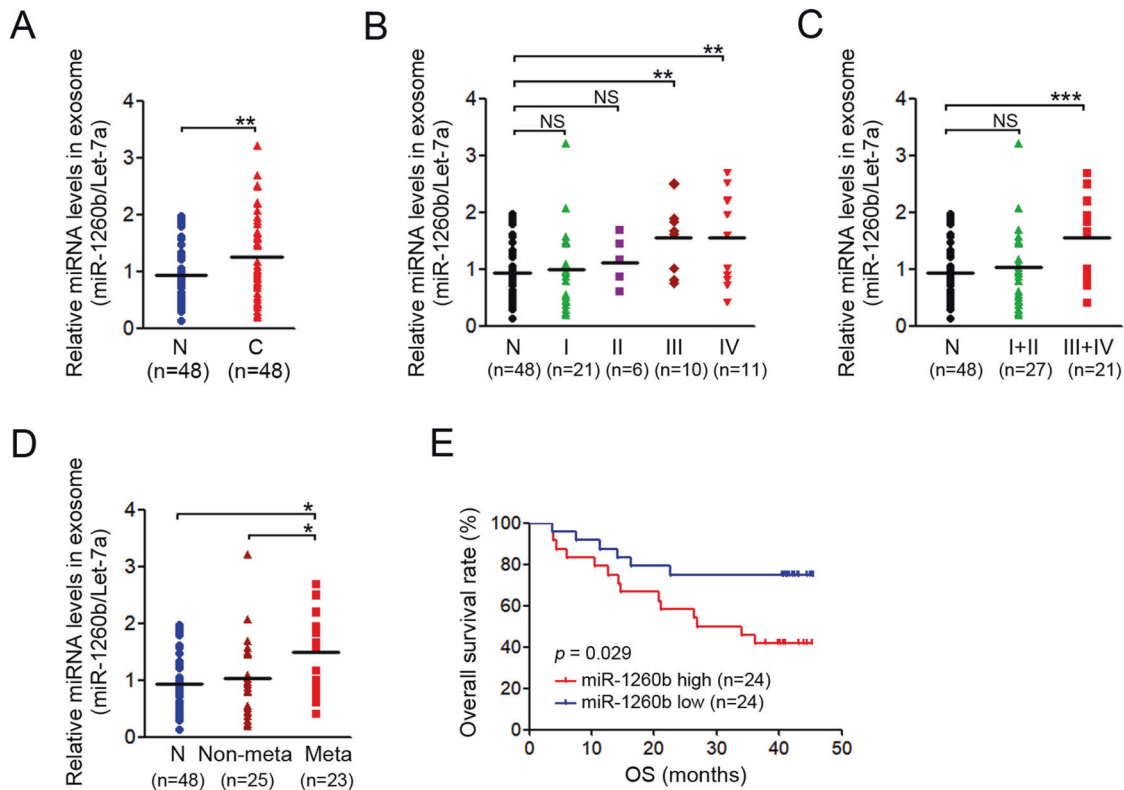 A
Relative miRNA levels in exosome
(miR-1260b/Let-7a)
4
3
2
1
0
**
N
C
(n=48)
(n=48)
B
Relative miRNA levels in exosome
(miR-1260b/Let-7a)
4
3
2
1
0
**
**
NS
NS
N
I
II
III
IV
(n=48)
(n=21)
(n=6)
(n=10)
(n=11)
C
Relative miRNA levels in exosome
(miR-1260b/Let-7a)
4
3
2
1
0
***
NS
N
I+II
III+IV
(n=48)
(n=27)
(n=21)
D
Relative miRNA levels in exosome
(miR-1260b/Let-7a)
4
3
2
1
0
*
*
N
Non-meta
Meta
(n=48)
(n=25)
(n=23)
E
Overall survival rate (%)
100
80
60
40
20
0
p = 0.029
miR-1260b high (n=24)
miR-1260b low (n=24)
0
10
20
30
40
50
OS (months)